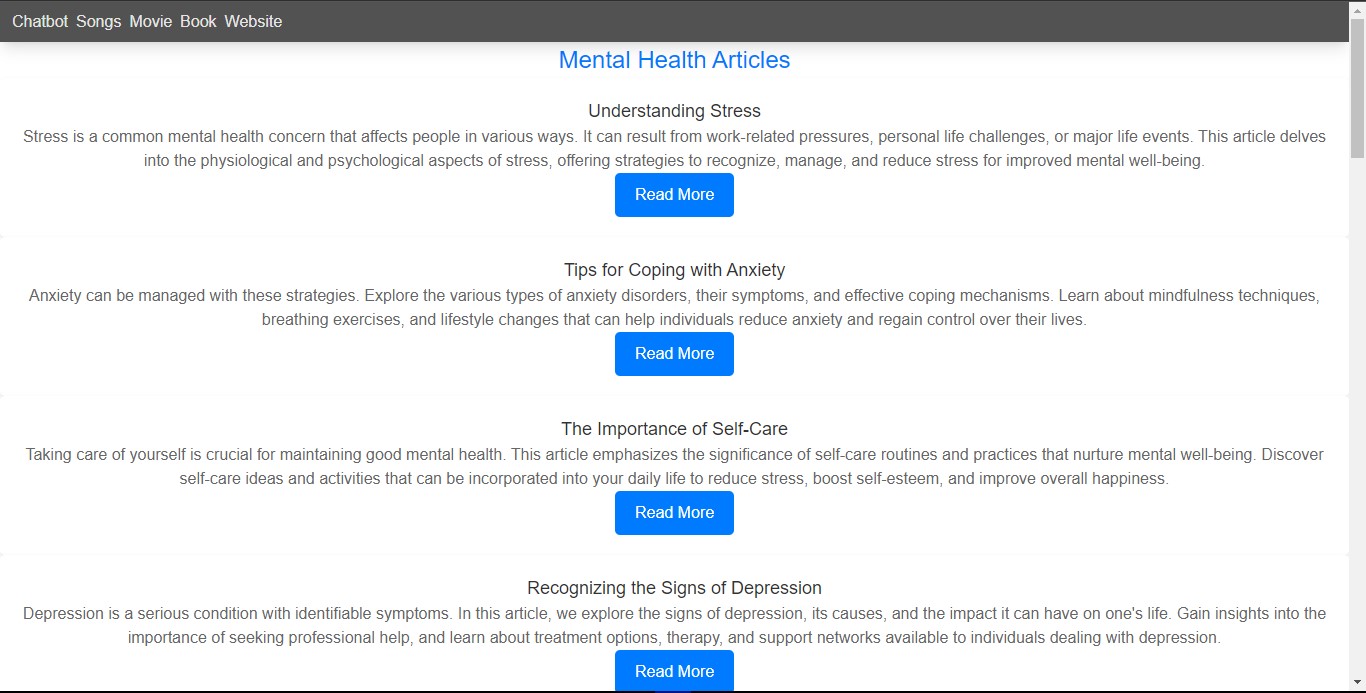 Chatbot Songs Movie Book Website
Mental Health Articles
Understanding Stress
Stress is a common mental health concern that affects people in various ways. It can result from work-related pressures, personal life challenges, or major life events. This article delves
into the physiological and psychological aspects of stress, offering strategies to recognize, manage, and reduce stress for improved mental well-being.
Read More
Tips for Coping with Anxiety
Anxiety can be managed with these strategies. Explore the various types of anxiety disorders, their symptoms, and effective coping mechanisms. Learn about mindfulness techniques,
breathing exercises, and lifestyle changes that can help individuals reduce anxiety and regain control over their lives.
Read More
The Importance of Self-Care
Taking care of yourself is crucial for maintaining good mental health. This article emphasizes the significance of self-care routines and practices that nurture mental well-being. Discover
self-care ideas and activities that can be incorporated into your daily life to reduce stress, boost self-esteem, and improve overall happiness.
Read More
Recognizing the Signs of Depression
Depression is a serious condition with identifiable symptoms. In this article, we explore the signs of depression, its causes, and the impact it can have on one's life. Gain insights into the
importance of seeking professional help, and learn about treatment options, therapy, and support networks available to individuals dealing with depression.
Read More